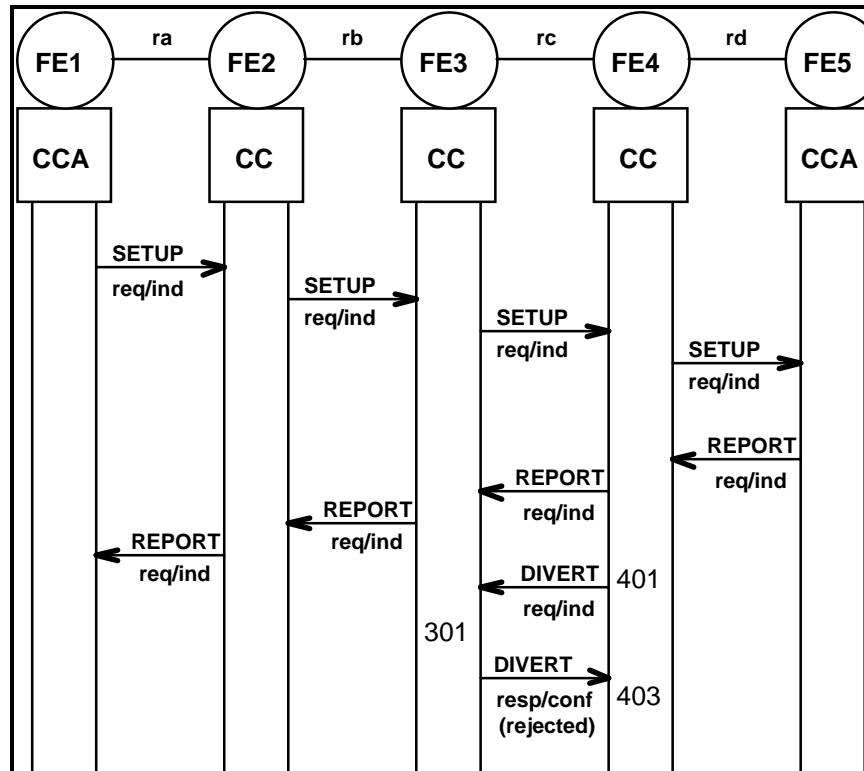 ra rb rc rd
FE1 FE2 FE3 FE4 FE5
CCA CC CC CC CCA
SETUP
req/ind
SETUP
req/ind
SETUP
req/ind
SETUP
req/ind
REPORT
req/ind
REPORT
req/ind
REPORT
req/ind
REPORT
req/ind
DIVERT 401
req/ind
301
DIVERT
resp/conf 403
(rejected)